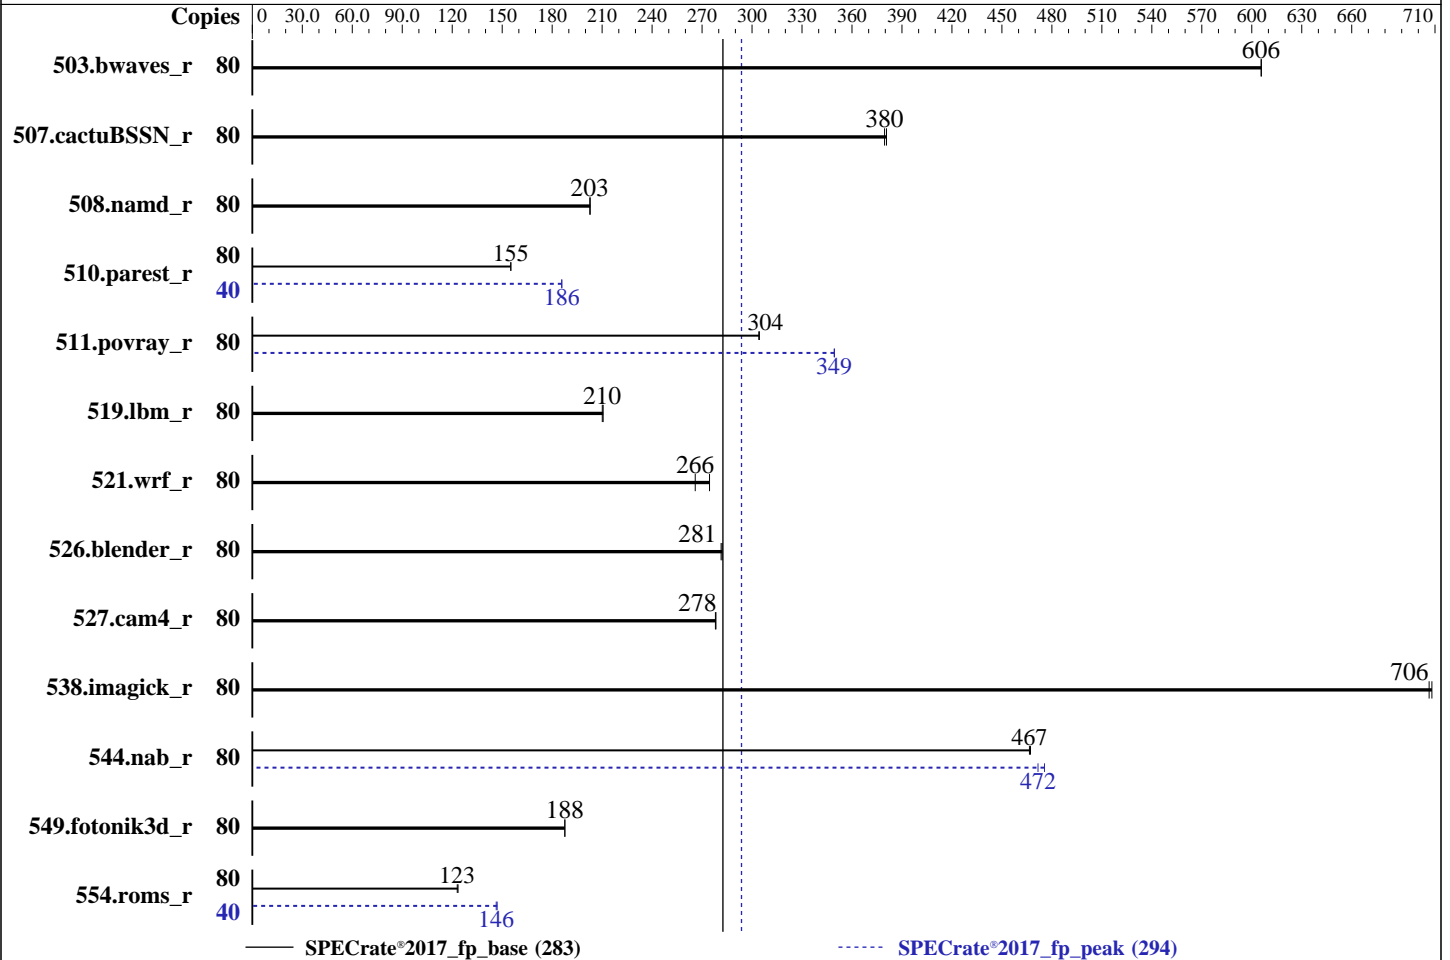 Copies 0 30.0 60.0 90.0 120 150 180 210 240 270 300 330 360 390 420 450 480 510 540 570 600 630 660 710
503.bwaves_r 80 606
507.cactuBSSN_r 80 380
508.namd_r 80 203
510.parest_r 80 155
40 186
511.povray_r 80 304
349
519.lbm_r 80 210
521.wrf_r 80 266
526.blender_r 80 281
527.cam4_r 80 278
538.imagick_r 80 706
544.nab_r 80 467
472
549.fotonik3d_r 80 188
554.roms_r 80 123
40 146
SPECrate®2017_fp_base (283) SPECrate®2017_fp_peak (294)